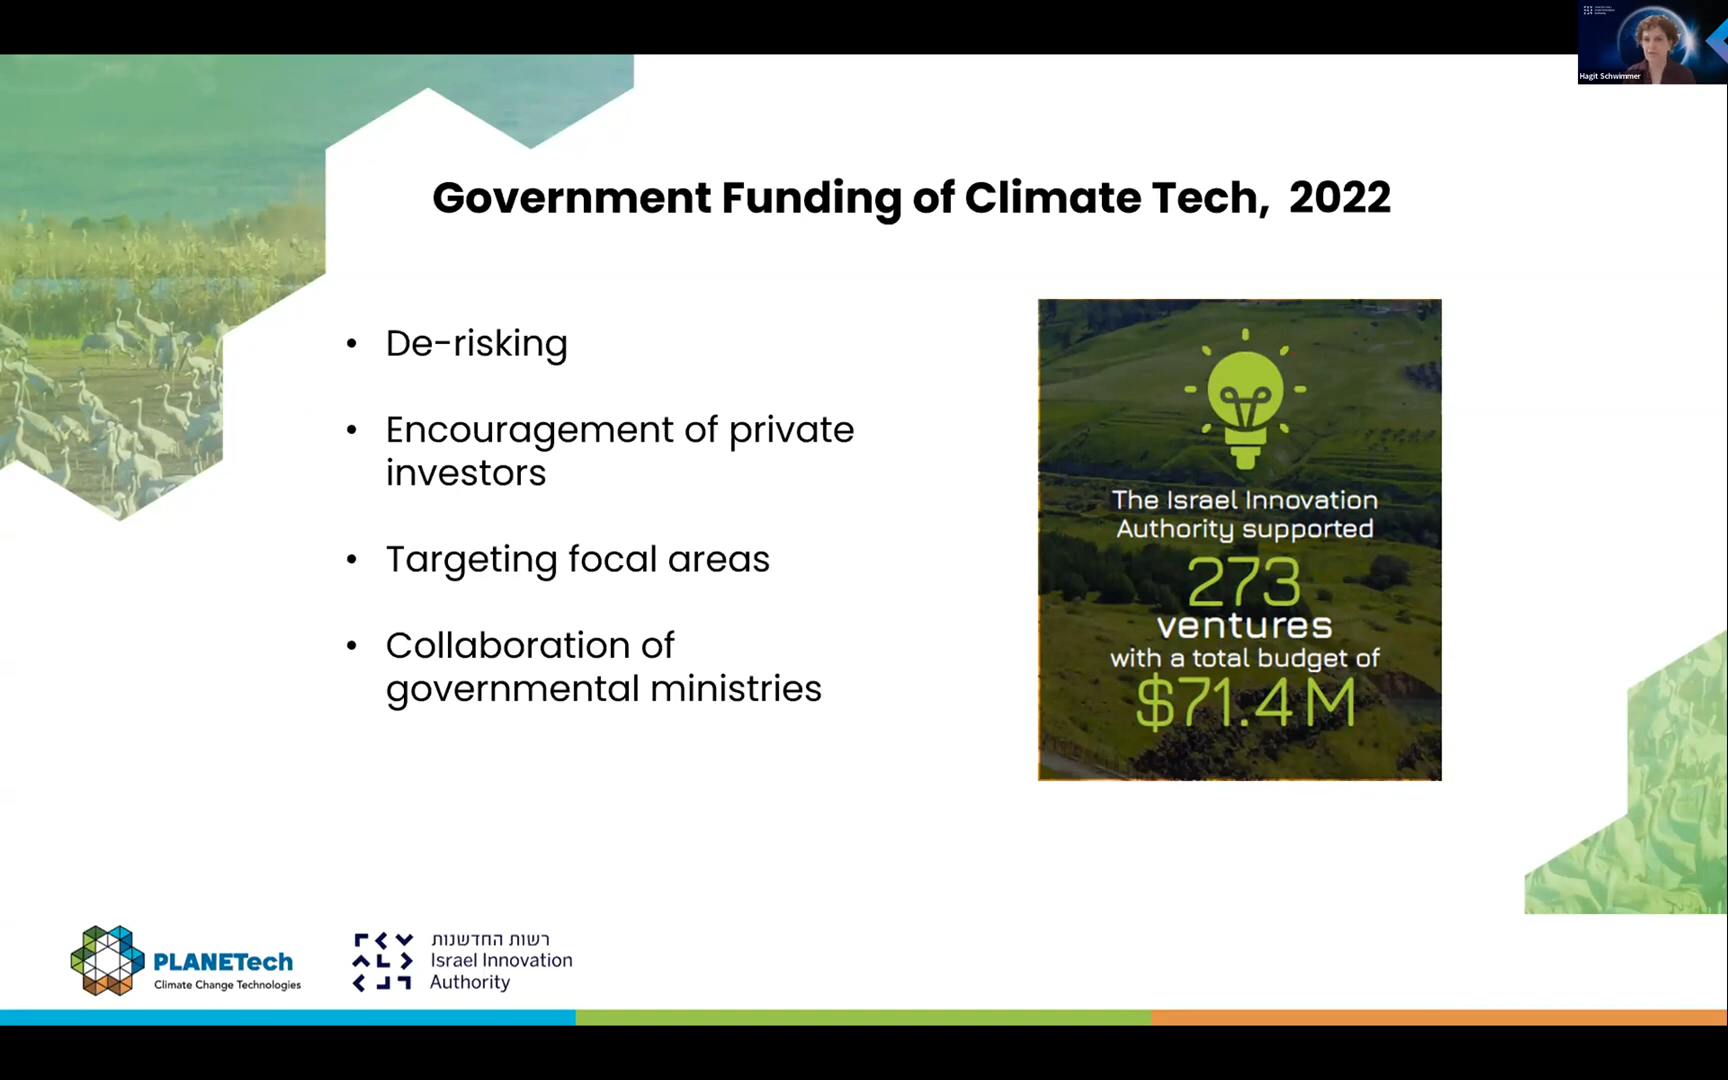 Hagit Schwimmer
Government Funding of Climate Tech, 2022
• De-risking
• Encouragement of private
investors
• Targeting focal areas
• Collaboration of
governmental ministries
The Israel Innovation
Authority supported
273
ventures
with a total budget of
$71.4M
PLANETech
Climate Change Technologies
רשות החדשנות
Israel Innovation
Authority